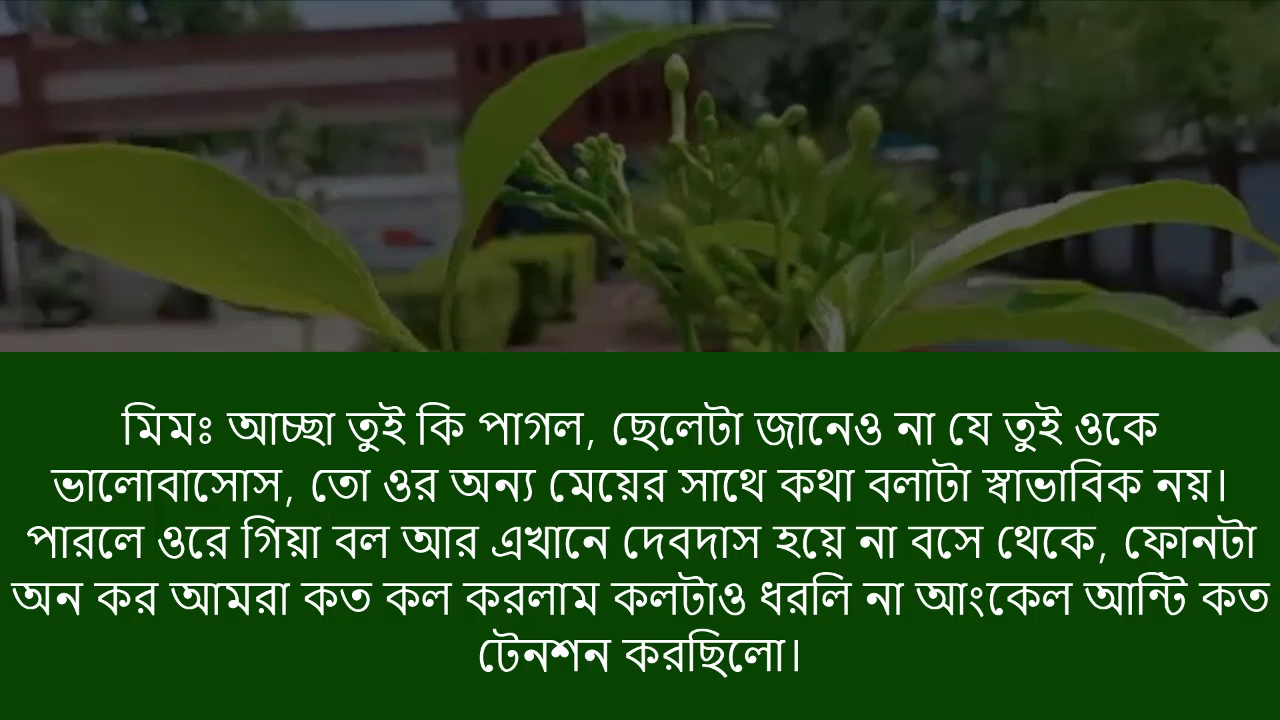 মিমঃ আচ্ছা তুই কি পাগল, ছেলেটা জানেও না যে তুই ওকে
ভালোবাসোস, তো ওর অন্য মেয়ের সাথে কথা বলাটা স্বাভাবিক নয়।
পারলে ওরে গিয়া বল আর এখানে দেবদাস হয়ে না বসে থেকে, ফোনটা
অন কর আমরা কত কল করলাম কলটাও ধরলি না আংকেল আন্টি কত
টেনশন করছিলো।